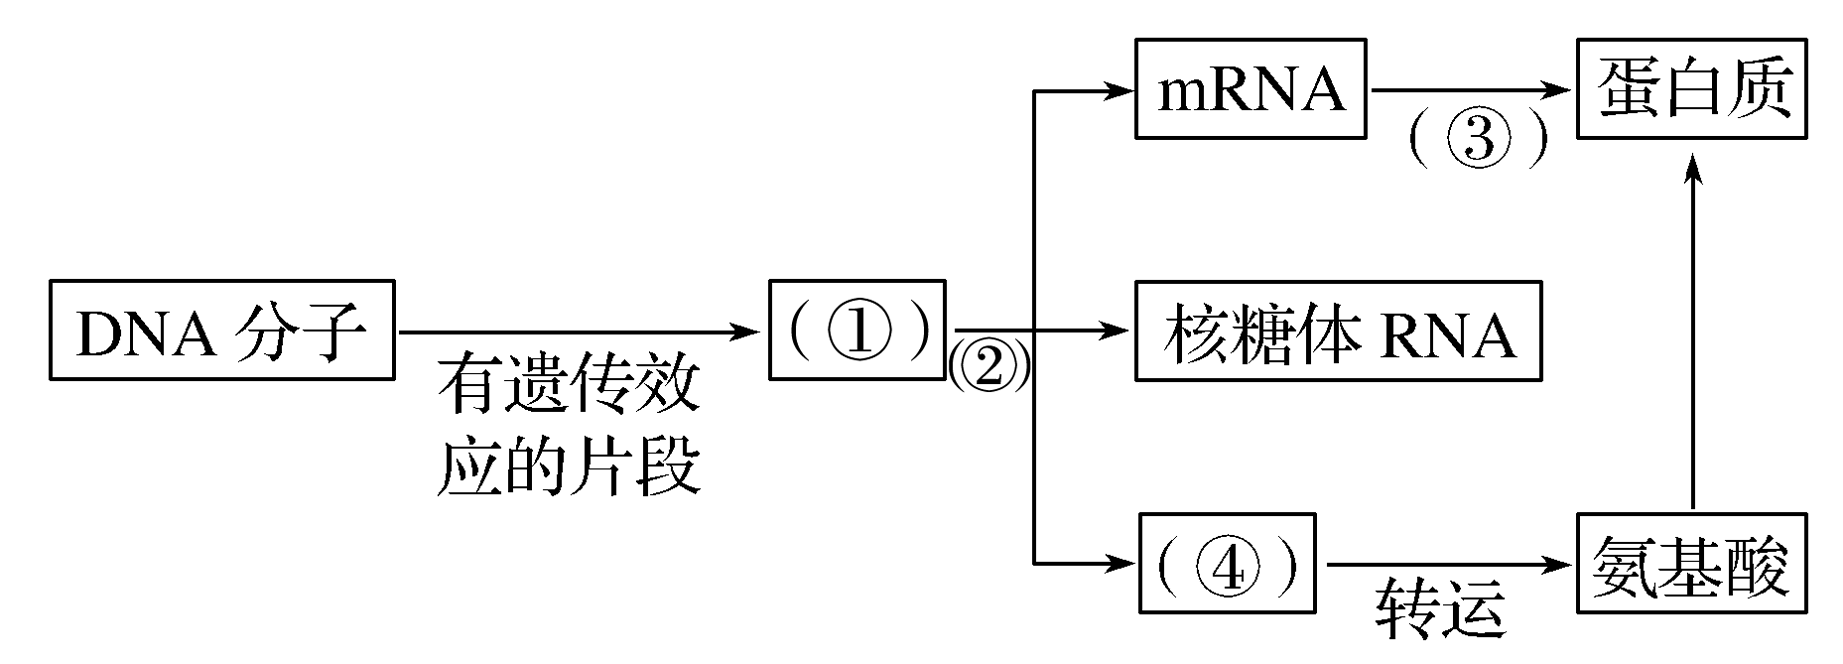 mRNA
(③)
蛋白质
DNA 分子
有遗传效
应的片段
(①)
(②)
核糖体 RNA
(④)
转运
氨基酸